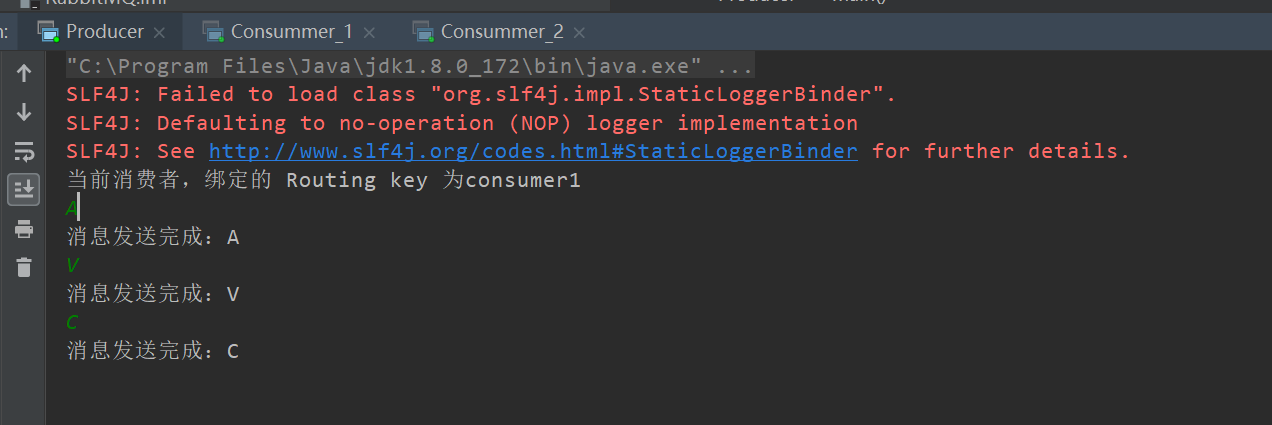 n:
Producer
Consummer_1
Consummer_2
"C:\Program Files\Java\jdk1.8.0_172\bin\java.exe" ...
SLF4J: Failed to load class "org.slf4j.impl.StaticLoggerBinder".
SLF4J: Defaulting to no-operation (NOP) logger implementation
SLF4J: See http://www.slf4j.org/codes.html#StaticLoggerBinder for further details.
当前消费者，绑定的 Routing key 为consumer1
A
消息发送完成：A
V
消息发送完成：V
C
消息发送完成：C